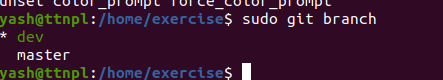 unset color_prompt force_color_prompt
yash@ttnpl:/home/exercise$ sudo git branch
* dev
  master
yash@ttnpl:/home/exercise$